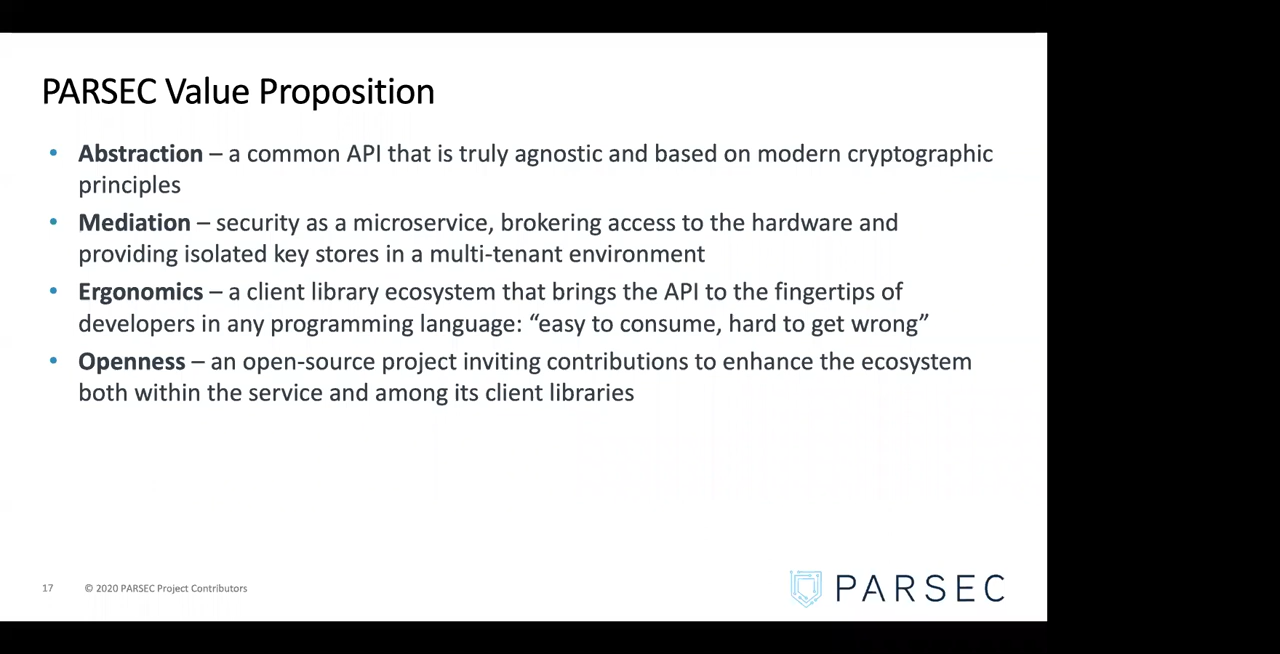 PARSEC Value Proposition
• Abstraction – a common API that is truly agnostic and based on modern cryptographic
principles
• Mediation – security as a microservice, brokering access to the hardware and
providing isolated key stores in a multi-tenant environment
• Ergonomics – a client library ecosystem that brings the API to the fingertips of
developers in any programming language: “easy to consume, hard to get wrong”
• Openness – an open-source project inviting contributions to enhance the ecosystem
both within the service and among its client libraries
17 © 2020 PARSEC Project Contributors
PARSEC